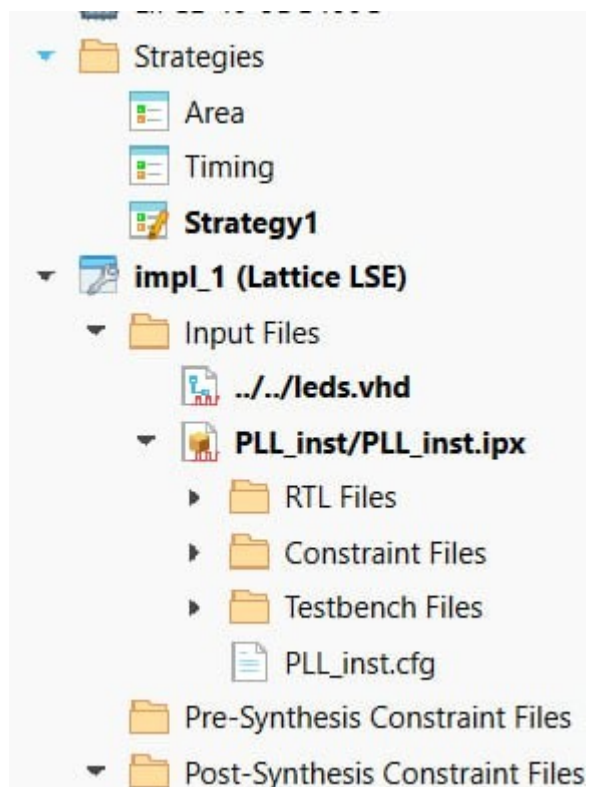 Strategies
Area
Timing
Strategy1
impl_1 (Lattice LSE)
Input Files
../../leds.vhd
PLL_inst/PLL_inst.ipx
RTL Files
Constraint Files
Testbench Files
PLL_inst.cfg
Pre-Synthesis Constraint Files
Post-Synthesis Constraint Files